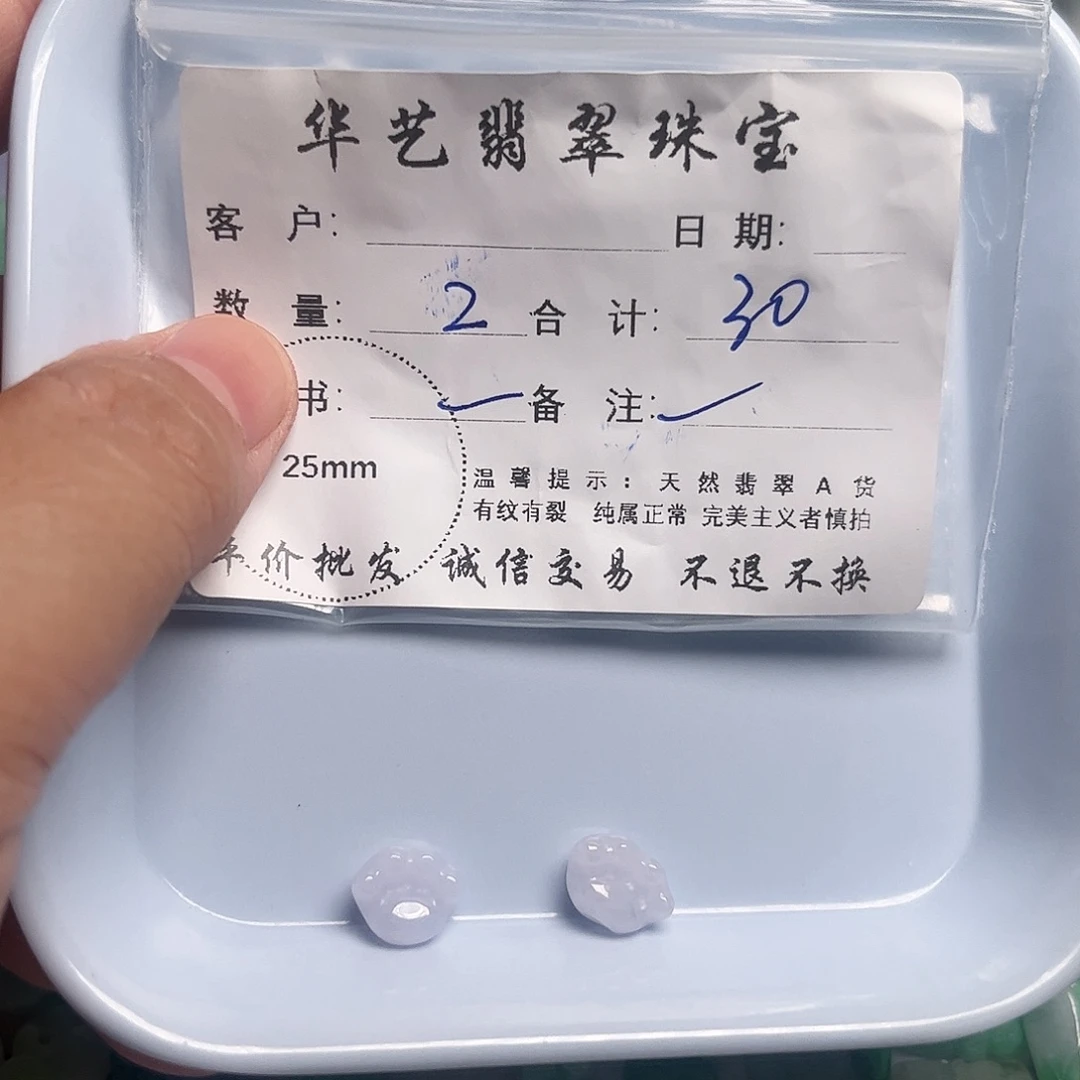 华艺翡翠珠宝
客 户: 日 期:
数 量: 2 合 计: 30
书: 备 注:
25mm
温馨提示: 天然翡翠A货
有纹有裂 纯属正常 完美主义者慎拍
平价批发 诚信交易 不退不换